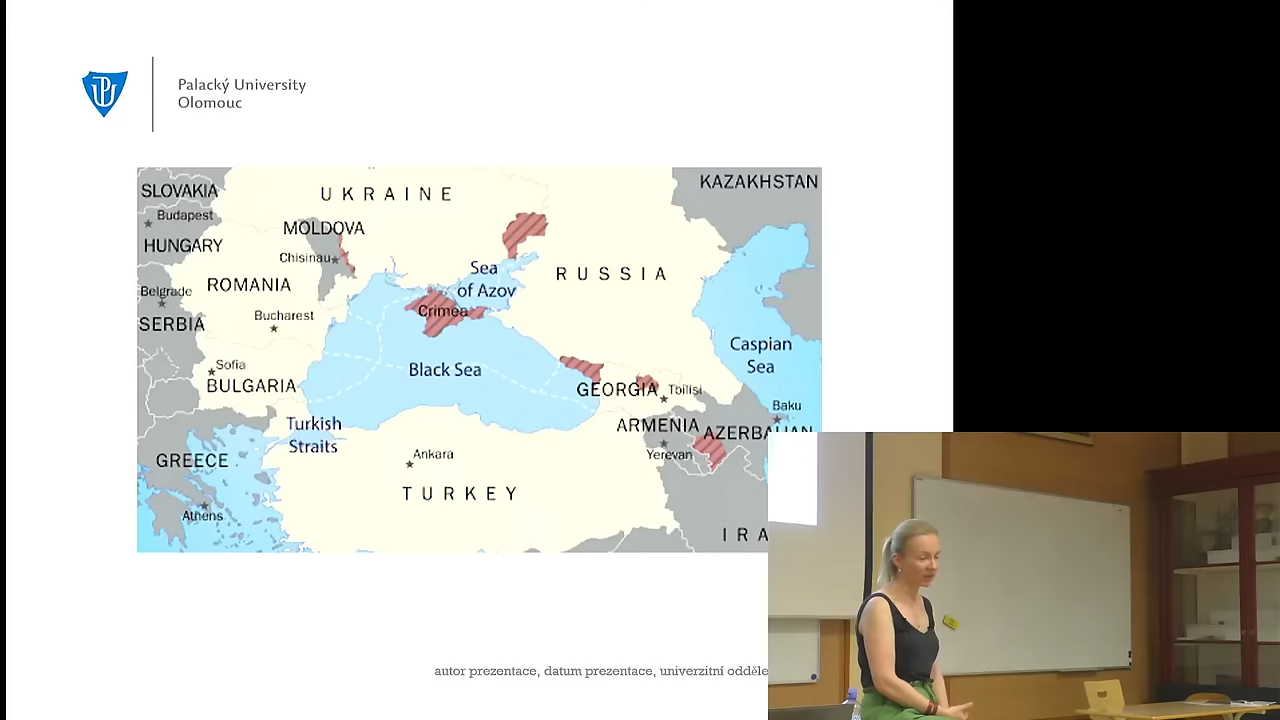 Palacký University
Olomouc
SLOVAKIA
UKRAINE
KAZAKHSTAN
Budapest
MOLDOVA
HUNGARY
Chisinau
Sea
of Azov
RUSSIA
ROMANIA
Belgrade
Crimea
Bucharest
SERBIA
Caspian
Sea
Sofia
Black Sea
BULGARIA
GEORGIA
Tbilisi
Baku
Turkish
Straits
ARMENIA
AZERBAIJAN
GREECE
Ankara
Yerevan
TURKEY
Athens
IRA
autor prezentace, datum prezentace, univerzitní odděle